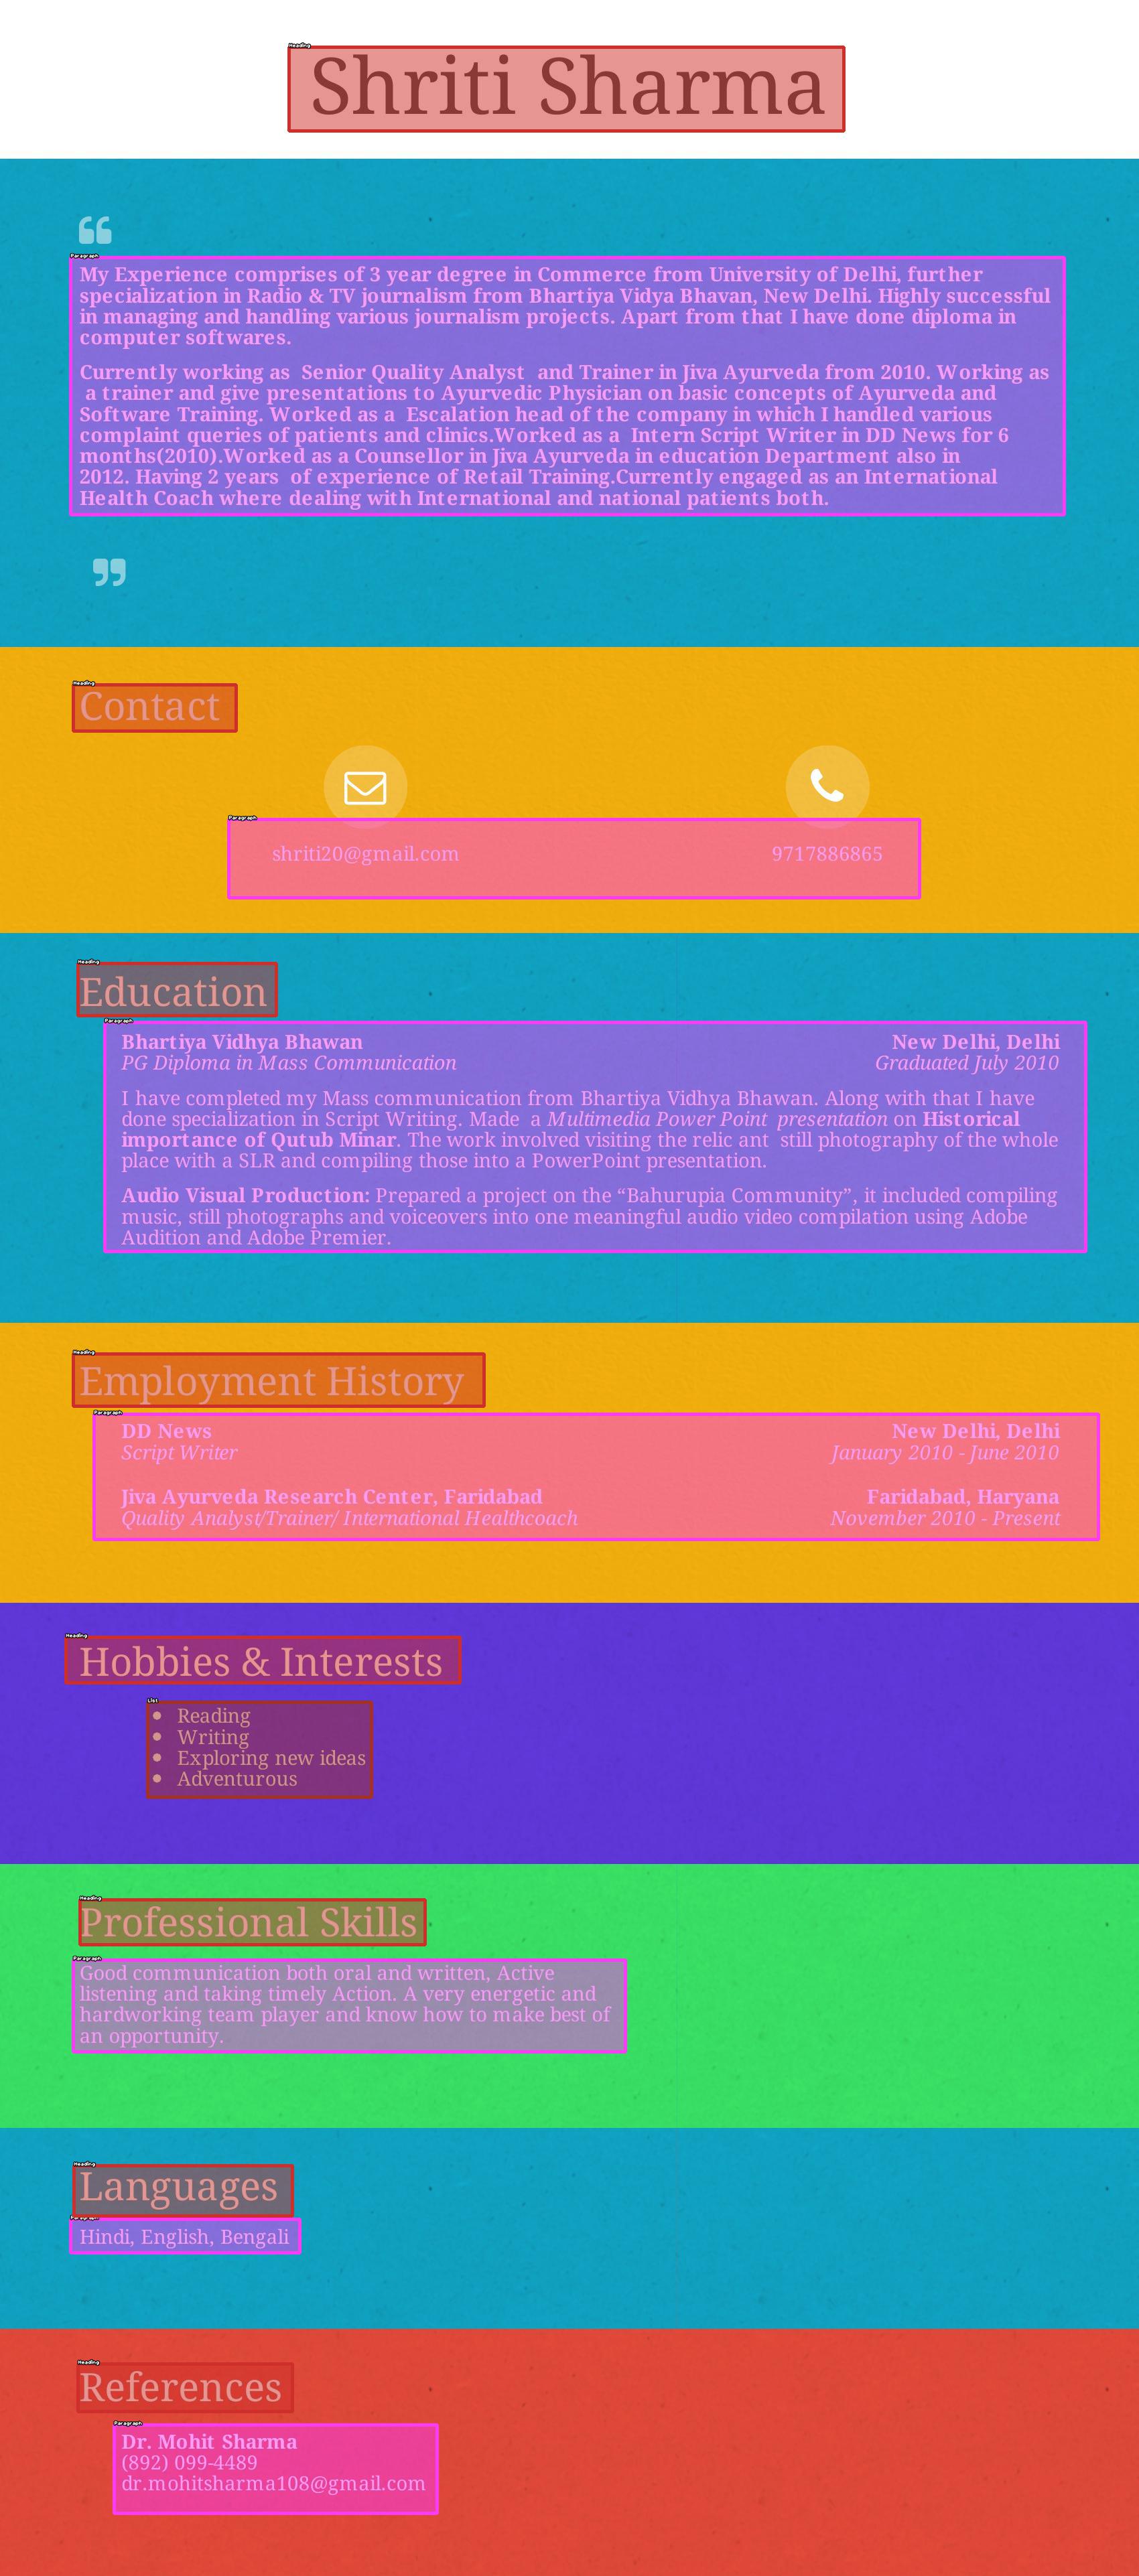 Heading
Shriti Sharma
Paragraph
My Experience comprises of 3 year degree in Commerce from University of Delhi, further
specialization in Radio & TV journalism from Bhartiya Vidya Bhavan, New Delhi. Highly successful
in managing and handling various journalism projects. Apart from that I have done diploma in
computer softwares.
Currently working as Senior Quality Analyst and Trainer in Jiva Ayurveda from 2010. Working as
a trainer and give presentations to Ayurvedic Physician on basic concepts of Ayurveda and
Software Training. Worked as a Escalation head of the company in which I handled various
complaint queries of patients and clinics.Worked as a Intern Script Writer in DD News for 6
months(2010).Worked as a Counsellor in Jiva Ayurveda in education Department also in
2012. Having 2 years of experience of Retail Training.Currently engaged as an International
Health Coach where dealing with International and national patients both.
Heading
Contact
Paragraph
shriti20@gmail.com 9717886865
Heading
Education
Paragraph
Bhartiya Vidhya Bhawan New Delhi, Delhi
PG Diploma in Mass Communication Graduated July 2010
I have completed my Mass communication from Bhartiya Vidhya Bhawan. Along with that I have
done specialization in Script Writing. Made a Multimedia Power Point presentation on Historical
importance of Qutub Minar. The work involved visiting the relic ant still photography of the whole
place with a SLR and compiling those into a PowerPoint presentation.
Audio Visual Production: Prepared a project on the “Bahurupia Community”, it included compiling
music, still photographs and voiceovers into one meaningful audio video compilation using Adobe
Audition and Adobe Premier.
Heading
Employment History
Paragraph
DD News New Delhi, Delhi
Script Writer January 2010 - June 2010
Jiva Ayurveda Research Center, Faridabad Faridabad, Haryana
Quality Analyst/Trainer/ International Healthcoach November 2010 - Present
Heading
Hobbies & Interests
List
• Reading
• Writing
• Exploring new ideas
• Adventurous
Heading
Professional Skills
Paragraph
Good communication both oral and written, Active
listening and taking timely Action. A very energetic and
hardworking team player and know how to make best of
an opportunity.
Heading
Languages
Paragraph
Hindi, English, Bengali
Heading
References
Paragraph
Dr. Mohit Sharma
(892) 099-4489
dr.mohitsharma108@gmail.com